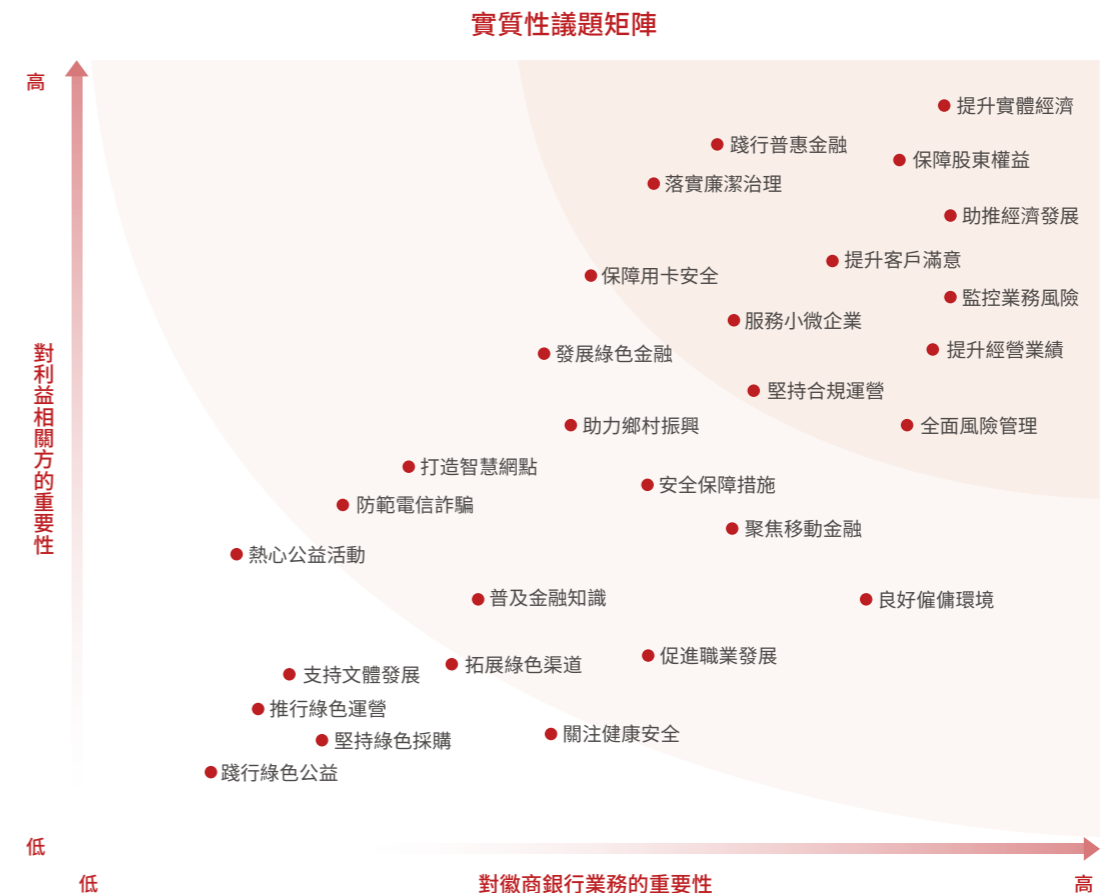 實質性議題矩陣
高
提升實體經濟
踐行普惠金融
保障股東權益
落實廉潔治理
助推經濟發展
提升客戶滿意
保障用卡安全
監控業務風險
服務小微企業
提升經營業績
發展綠色金融
堅持合規運營
助力鄉村振興
全面風險管理
打造智慧網點
安全保障措施
防範電信詐騙
聚焦移動金融
熱心公益活動
普及金融知識
良好僱傭環境
促進職業發展
拓展綠色渠道
支持文體發展
推行綠色運營
關注健康安全
堅持綠色採購
踐行綠色公益
對利益相關方的重要性
低
低
對徽商銀行業務的重要性
高